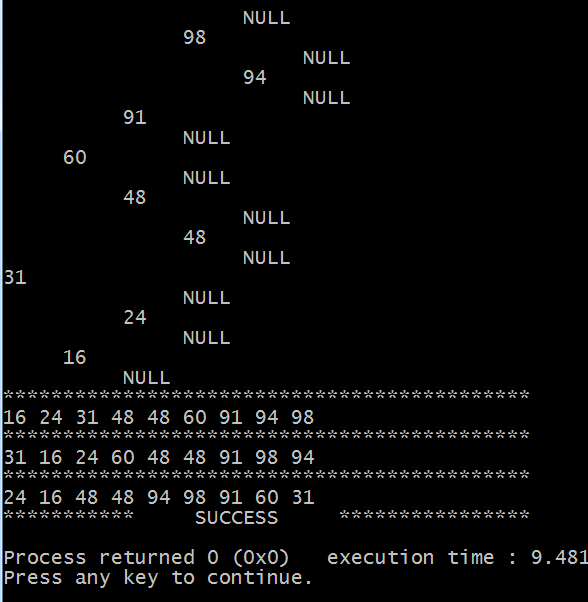 NULL
98
NULL
94
NULL
91
NULL
60
NULL
48
NULL
48
NULL
31
NULL
24
NULL
16
NULL
********************************************
16 24 31 48 48 60 91 94 98
********************************************
31 16 24 60 48 48 91 98 94
********************************************
24 16 48 48 94 98 91 60 31
*********** SUCCESS ****************
Process returned 0 (0x0) execution time : 9.481
Press any key to continue.